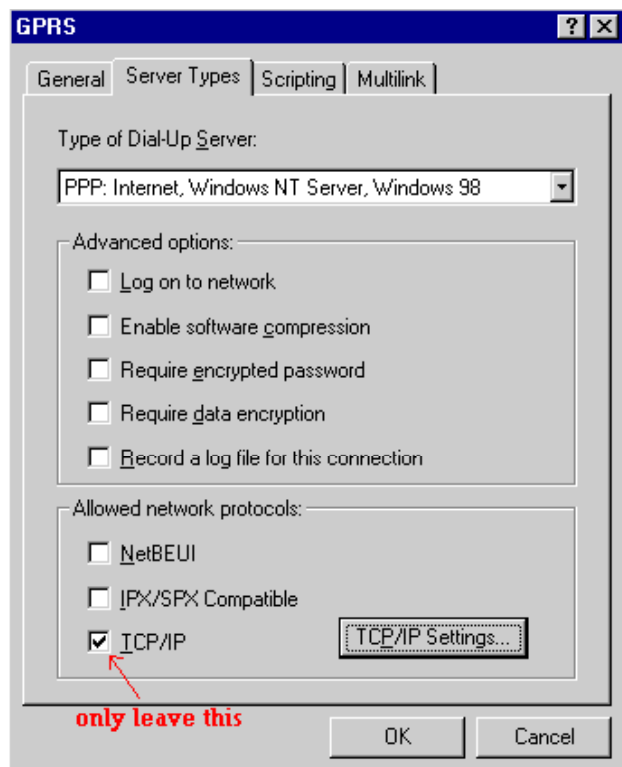 GPRS
General Server Types Scripting Multilink
Type of Dial-Up Server:
PPP: Internet, Windows NT Server, Windows 98
Advanced options:
Log on to network
Enable software compression
Require encrypted password
Require data encryption
Record a log file for this connection
Allowed network protocols:
NetBEUI
IPX/SPX Compatible
TCP/IP TCP/IP Settings...
only leave this
OK Cancel